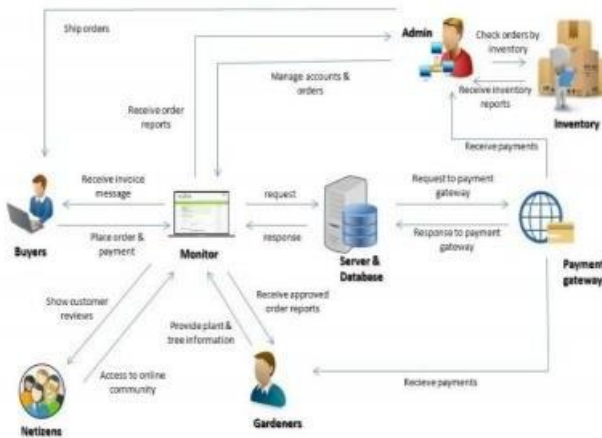 Ship orders
Admin
Check orders by
inventory
Manage accounts &
orders
Receive inventory
reports
Inventory
Receive order
reports
Receive payments
Receive invoice
message
request
Request to payment
gateway
Place order &
payment
response
Response to payment
gateway
Buyers
Monitor
Server &
Database
Payment
gateway
Show customer
reviews
Receive approved
order reports
Provide plant &
tree information
Access to online
community
Recieve payments
Netizens
Gardeners